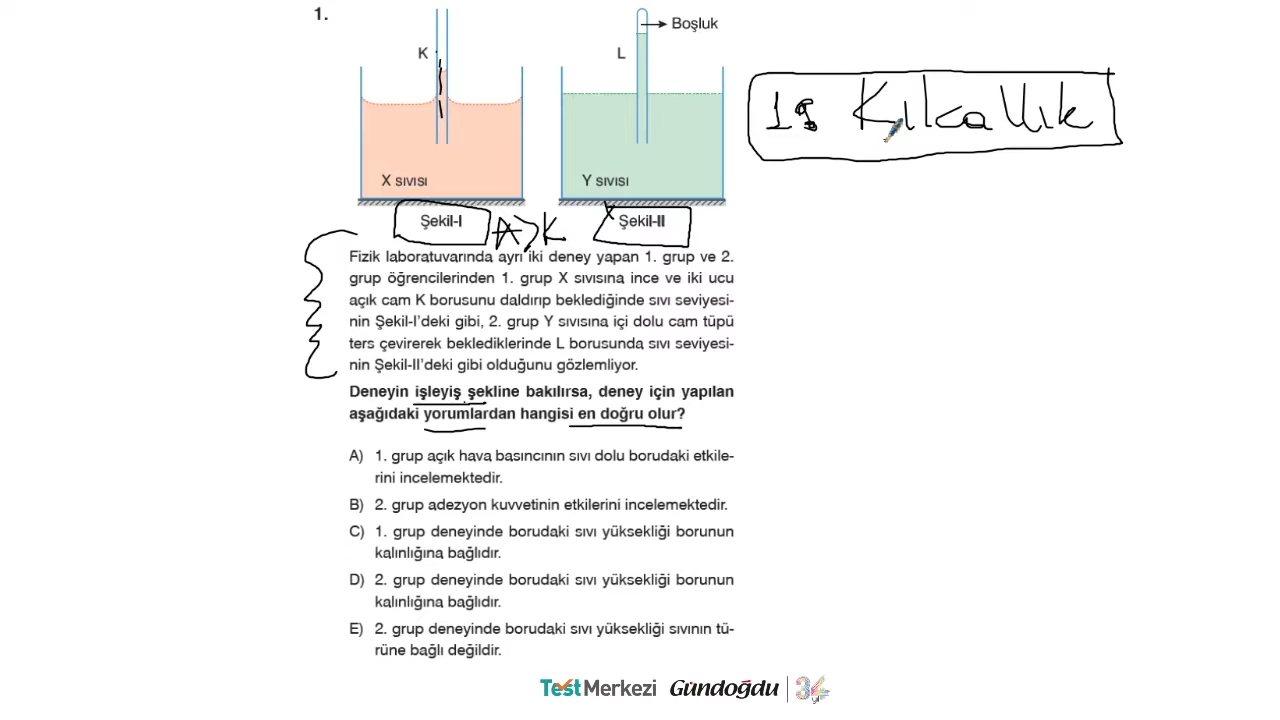 1.
K
L
Boşluk
1g Kılcallık
X sıvısı
Y sıvısı
Şekil-I
Şekil-II
A>K
Fizik laboratuvarında ayrı iki deney yapan 1. grup ve 2.
grup öğrencilerinden 1. grup X sıvısına ince ve iki ucu
açık cam K borusunu daldırıp beklediğinde sıvı seviyesi-
nin Şekil-I'deki gibi, 2. grup Y sıvısına içi dolu cam tüpü
ters çevirerek beklediklerinde L borusunda sıvı seviyesi-
nin Şekil-II'deki gibi olduğunu gözlemliyor.
Deneyin işleyiş şekline bakılırsa, deney için yapılan
aşağıdaki yorumlardan hangisi en doğru olur?
A) 1. grup açık hava basıncının sıvı dolu borudaki etkile-
rini incelemektedir.
B) 2. grup adezyon kuvvetinin etkilerini incelemektedir.
C) 1. grup deneyinde borudaki sıvı yüksekliği borunun
kalınlığına bağlıdır.
D) 2. grup deneyinde borudaki sıvı yüksekliği borunun
kalınlığına bağlıdır.
E) 2. grup deneyinde borudaki sıvı yüksekliği sıvının tü-
rüne bağlı değildir.
TestMerkezi Gündoğdu 34